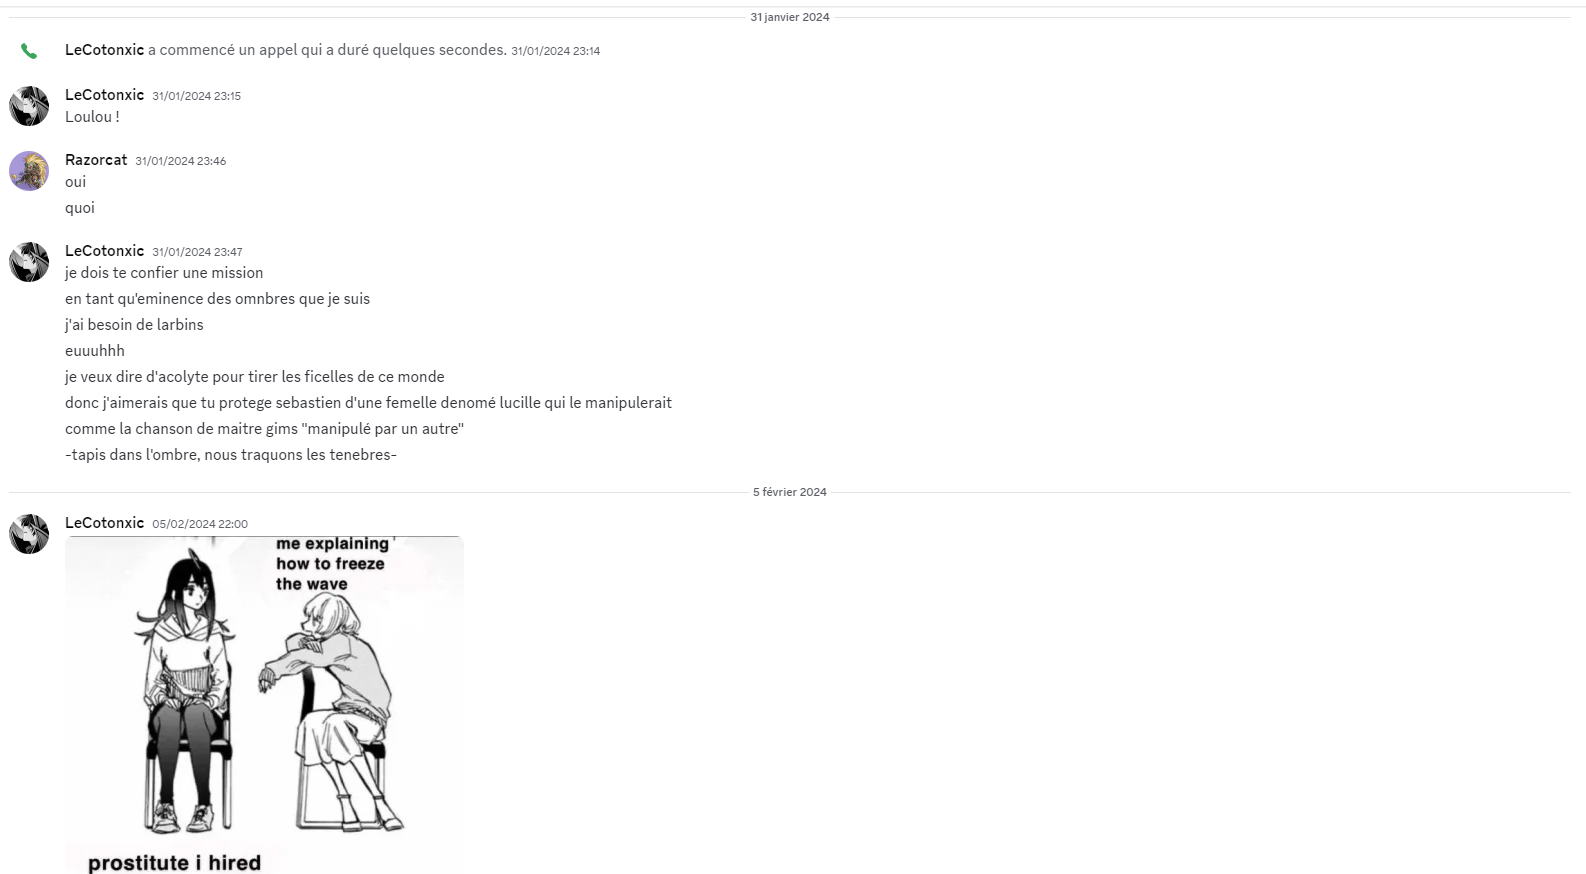 31 janvier 2024
LeCotonxic a commencé un appel qui a duré quelques secondes. 31/01/2024 23:14
LeCotonxic 31/01/2024 23:15
Loulou !
Razorcat 31/01/2024 23:46
oui
quoi
LeCotonxic 31/01/2024 23:47
je dois te confier une mission
en tant qu'eminence des omnbres que je suis
j'ai besoin de larbins
euuuhhh
je veux dire d'acolyte pour tirer les ficelles de ce monde
donc j'aimerais que tu protege sebastien d'une femelle denomé lucille qui le manipulerait
comme la chanson de maitre gims "manipulé par un autre"
-tapis dans l'ombre, nous traquons les tenebres-
5 février 2024
LeCotonxic 05/02/2024 22:00
me explaining
how to freeze
the wave
prostitute i hired